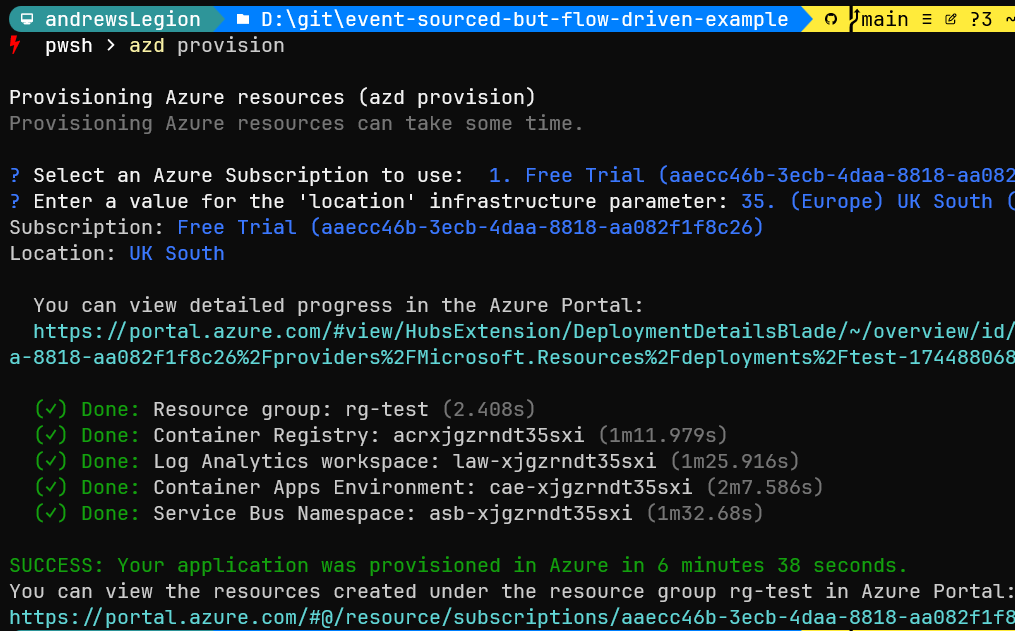 andrewsLegion D:\git\event-sourced-but-flow-driven-example main ≡ ?3 ~
pwsh > azd provision
Provisioning Azure resources (azd provision)
Provisioning Azure resources can take some time.
? Select an Azure Subscription to use:  1. Free Trial (aaecc46b-3ecb-4daa-8818-aa082
? Enter a value for the 'location' infrastructure parameter: 35. (Europe) UK South (
Subscription: Free Trial (aaecc46b-3ecb-4daa-8818-aa082f1f8c26)
Location: UK South
You can view detailed progress in the Azure Portal:
https://portal.azure.com/#view/HubsExtension/DeploymentDetailsBlade/~/overview/id/
a-8818-aa082f1f8c26%2Fproviders%2FMicrosoft.Resources%2Fdeployments%2Ftest-174488068
(✓) Done: Resource group: rg-test (2.408s)
(✓) Done: Container Registry: acrxjgzrndt35sxi (1m11.979s)
(✓) Done: Log Analytics workspace: law-xjgzrndt35sxi (1m25.916s)
(✓) Done: Container Apps Environment: cae-xjgzrndt35sxi (2m7.586s)
(✓) Done: Service Bus Namespace: asb-xjgzrndt35sxi (1m32.68s)
SUCCESS: Your application was provisioned in Azure in 6 minutes 38 seconds.
You can view the resources created under the resource group rg-test in Azure Portal:
https://portal.azure.com/#@/resource/subscriptions/aaecc46b-3ecb-4daa-8818-aa082f1f8